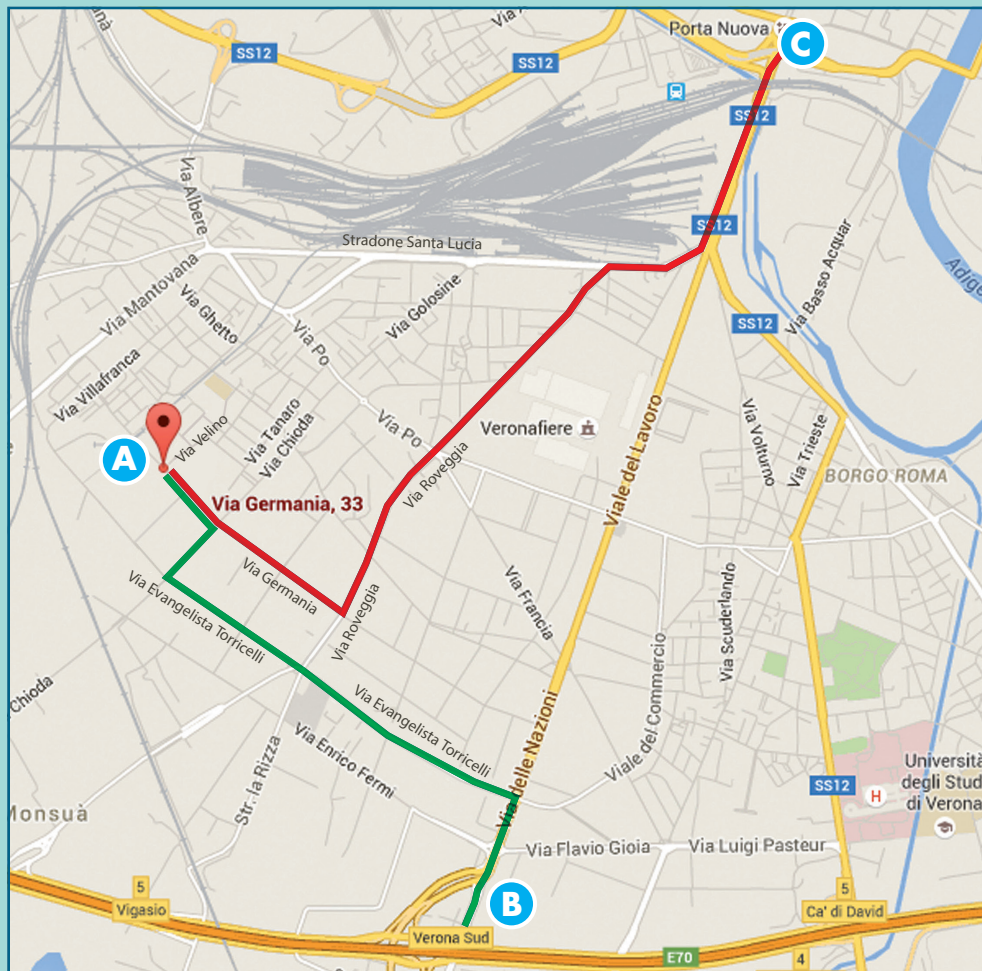 Via A
Porta Nuova
C
SS12
SS12
SS12
Via Albere
Stradone Santa Lucia
SS12
Via Mantovana
Via Ghetto
Via Golosine
Via Basso Acquar
Adige
SS12
Via Po
Via Villafranca
Via Velino
Via Tanaro
Via Chioda
Via Po
Veronafiere
Viale del Lavoro
Via Volturno
Via Trieste
BORGO ROMA
A
Via Roveggia
Via Germania, 33
Via Germania
Via Evangelista Torricelli
Via Roveggia
Via Francia
Via Scuderlando
Viale del Commercio
Chioda
Via Evangelista Torricelli
Via Enrico Fermi
Str. la Rizza
Via delle Nazioni
SS12
H
Università
degli Stud
di Verona
Monsuà
Via Flavio Gioia
Via Luigi Pasteur
5
Vigasio
B
5
Ca' di David
Verona Sud
E70
4